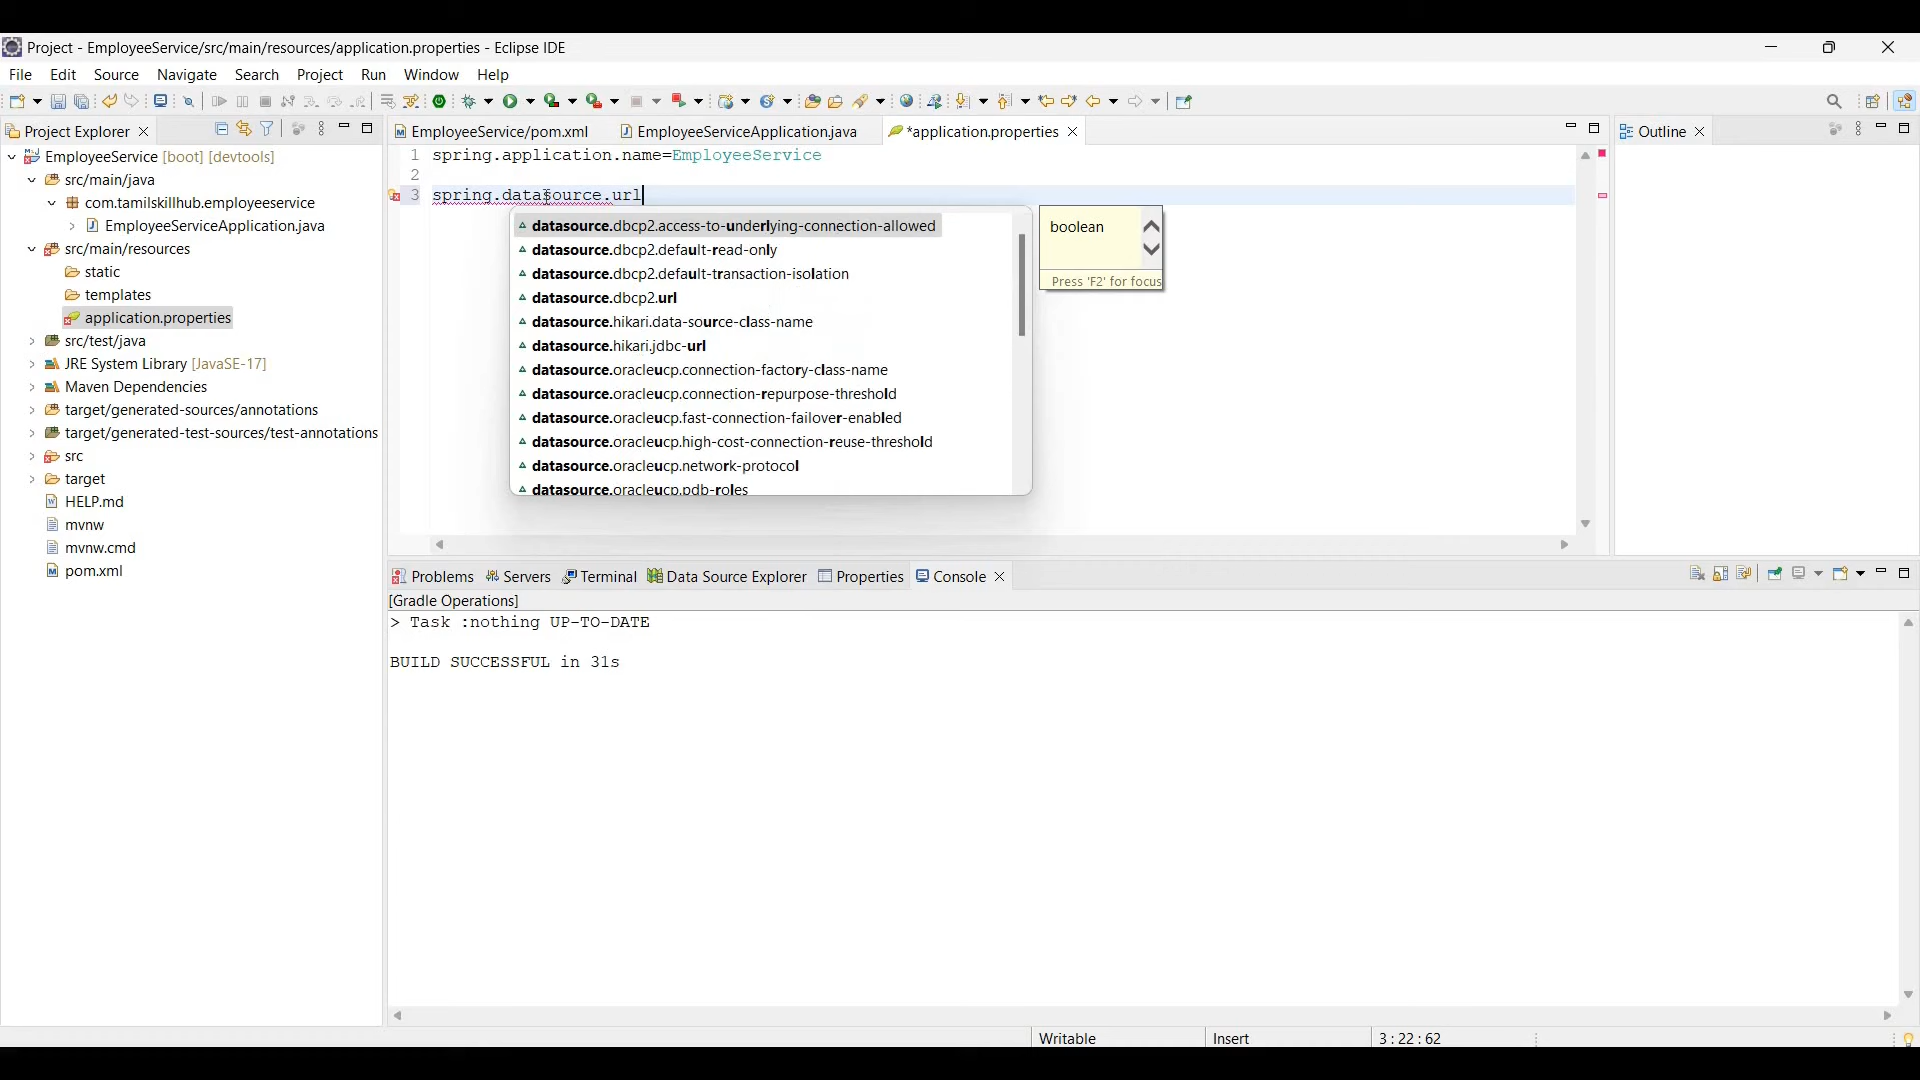 Project - EmployeeService/src/main/resources/application.properties - Eclipse IDE
File Edit Source Navigate Search Project Run Window Help
Project Explorer
EmployeeService [boot] [devtools]
src/main/java
com.tamilskillhub.employeeservice
EmployeeServiceApplication.java
src/main/resources
static
templates
application.properties
src/test/java
JRE System Library [JavaSE-17]
Maven Dependencies
target/generated-sources/annotations
target/generated-test-sources/test-annotations
src
target
HELP.md
mvnw
mvnw.cmd
pom.xml
EmployeeService/pom.xml EmployeeServiceApplication.java *application.properties
1 spring.application.name=EmployeeService
2
3 spring.datasource.url
datasource.dbcp2.access-to-underlying-connection-allowed
datasource.dbcp2.default-read-only
datasource.dbcp2.default-transaction-isolation
datasource.dbcp2.url
datasource.hikari.data-source-class-name
datasource.hikari.jdbc-url
datasource.oracleucp.connection-factory-class-name
datasource.oracleucp.connection-repurpose-threshold
datasource.oracleucp.fast-connection-failover-enabled
datasource.oracleucp.high-cost-connection-reuse-threshold
datasource.oracleucp.network-protocol
datasource.oracleucp.pdb-roles
boolean
Press 'F2' for focus
Outline
Problems Servers Terminal Data Source Explorer Properties Console
[Gradle Operations]
> Task :nothing UP-TO-DATE
BUILD SUCCESSFUL in 31s
Writable Insert 3 : 22 : 62